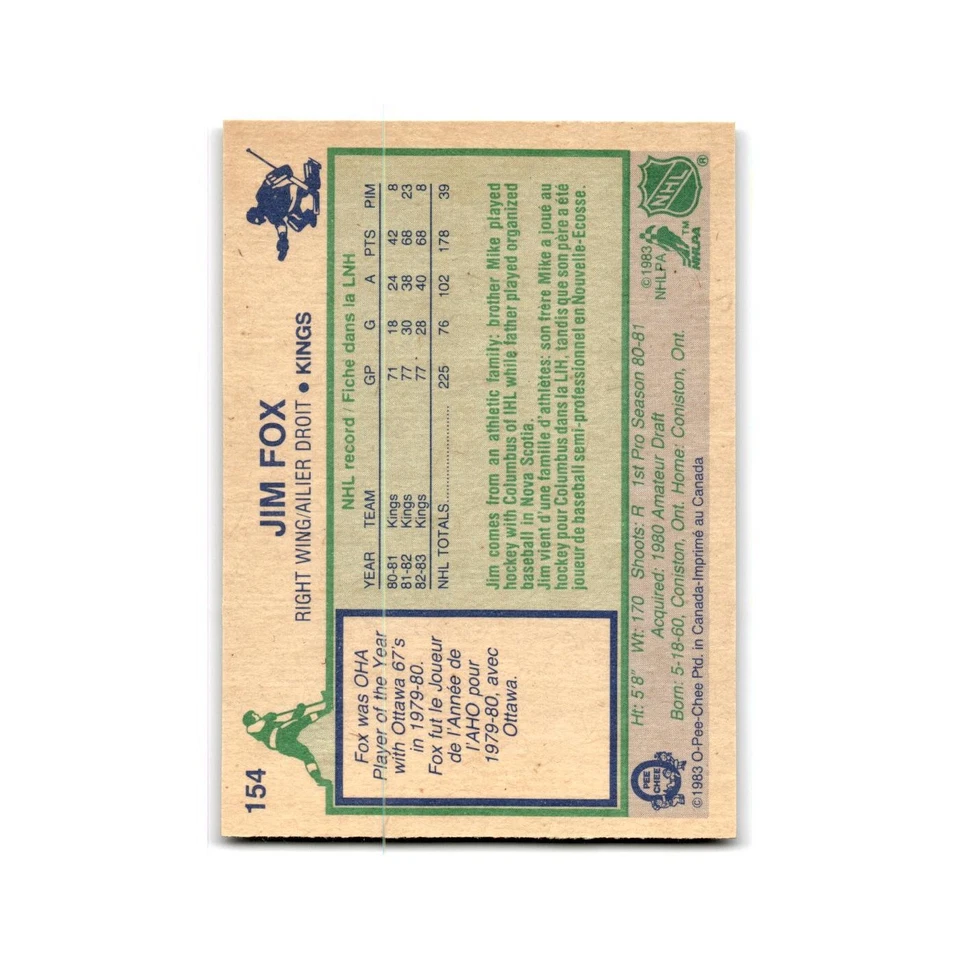 154
JIM FOX
RIGHT WING/AILIER DROIT • KINGS
Fox was OHA
Player of the Year
with Ottawa 67's
in 1979-80.
Fox fut le Joueur
de l'Année de
l'AHO pour
1979-80, avec
Ottawa.
NHL record / Fiche dans la LNH
YEAR TEAM GP G A PTS PIM
80-81 Kings 71 18 24 42 8
81-82 Kings 77 30 38 68 23
82-83 Kings 77 28 40 68 8
NHL TOTALS 225 76 102 178 39
Jim comes from an athletic family: brother Mike played
hockey with Columbus of IHL while father played organized
baseball in Nova Scotia.
Jim vient d'une famille d'athlètes: son frère Mike a joué au
hockey pour Columbus dans la LIH, tandis que son père a été
joueur de baseball semi-professionnel en Nouvelle-Ecosse.
Ht: 5'8" Wt: 170 Shoots: R 1st Pro Season 80-81
Acquired: 1980 Amateur Draft
Born: 5-18-60, Coniston, Ont. Home: Coniston, Ont.
©1983 O-Pee-Chee Ptd. in Canada-Imprimé au Canada
O
PEE
CHEE
©1983
NHLPA
NHL
®
TM
NHLPA